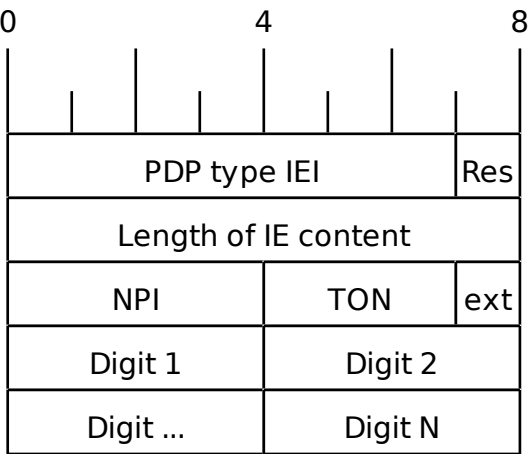 0 4 8
PDP type IEI Res
Length of IE content
NPI TON ext
Digit 1 Digit 2
Digit ... Digit N